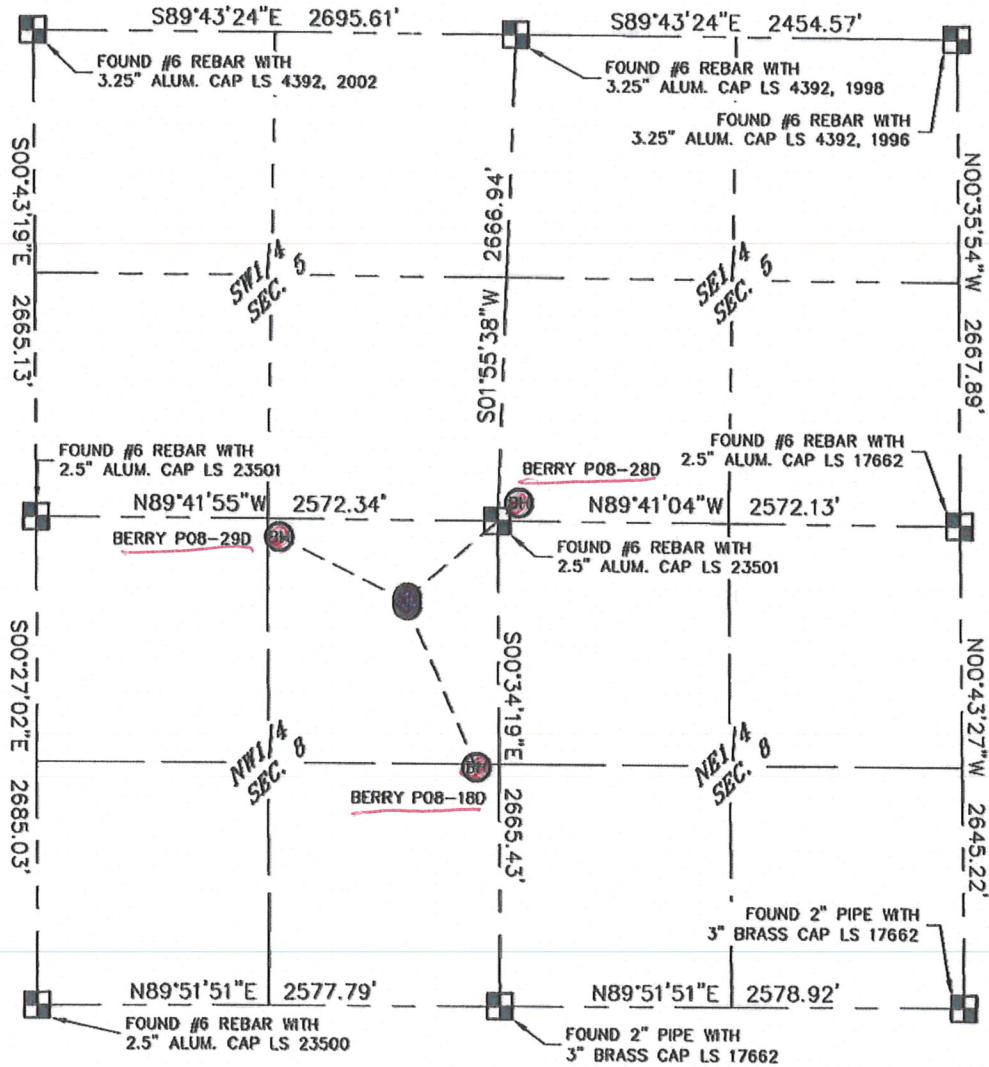 S89°43'24"E 2695.61'
S89°43'24"E 2454.57'
FOUND #6 REBAR WITH
3.25" ALUM. CAP LS 4392, 2002
FOUND #6 REBAR WITH
3.25" ALUM. CAP LS 4392, 1998
FOUND #6 REBAR WITH
3.25" ALUM. CAP LS 4392, 1996
S00°43'19"E 2665.13'
SW1/4
SEC. 5
S01°55'38"W 2666.94'
SE1/4
SEC. 5
N00°35'54"W 2667.89'
FOUND #6 REBAR WITH
2.5" ALUM. CAP LS 23501
N89°41'55"W 2572.34'
BERRY P08-29D
BH
BERRY P08-28D
BH
N89°41'04"W 2572.13'
FOUND #6 REBAR WITH
2.5" ALUM. CAP LS 17662
FOUND #6 REBAR WITH
2.5" ALUM. CAP LS 23501
S00°27'02"E 2685.03'
NW1/4
SEC. 8
S00°34'19"E 2665.43'
BH
BERRY P08-18D
NE1/4
SEC. 8
N00°43'27"W 2645.22'
FOUND 2" PIPE WITH
3" BRASS CAP LS 17662
N89°51'51"E 2577.79'
N89°51'51"E 2578.92'
FOUND #6 REBAR WITH
2.5" ALUM. CAP LS 23500
FOUND 2" PIPE WITH
3" BRASS CAP LS 17662